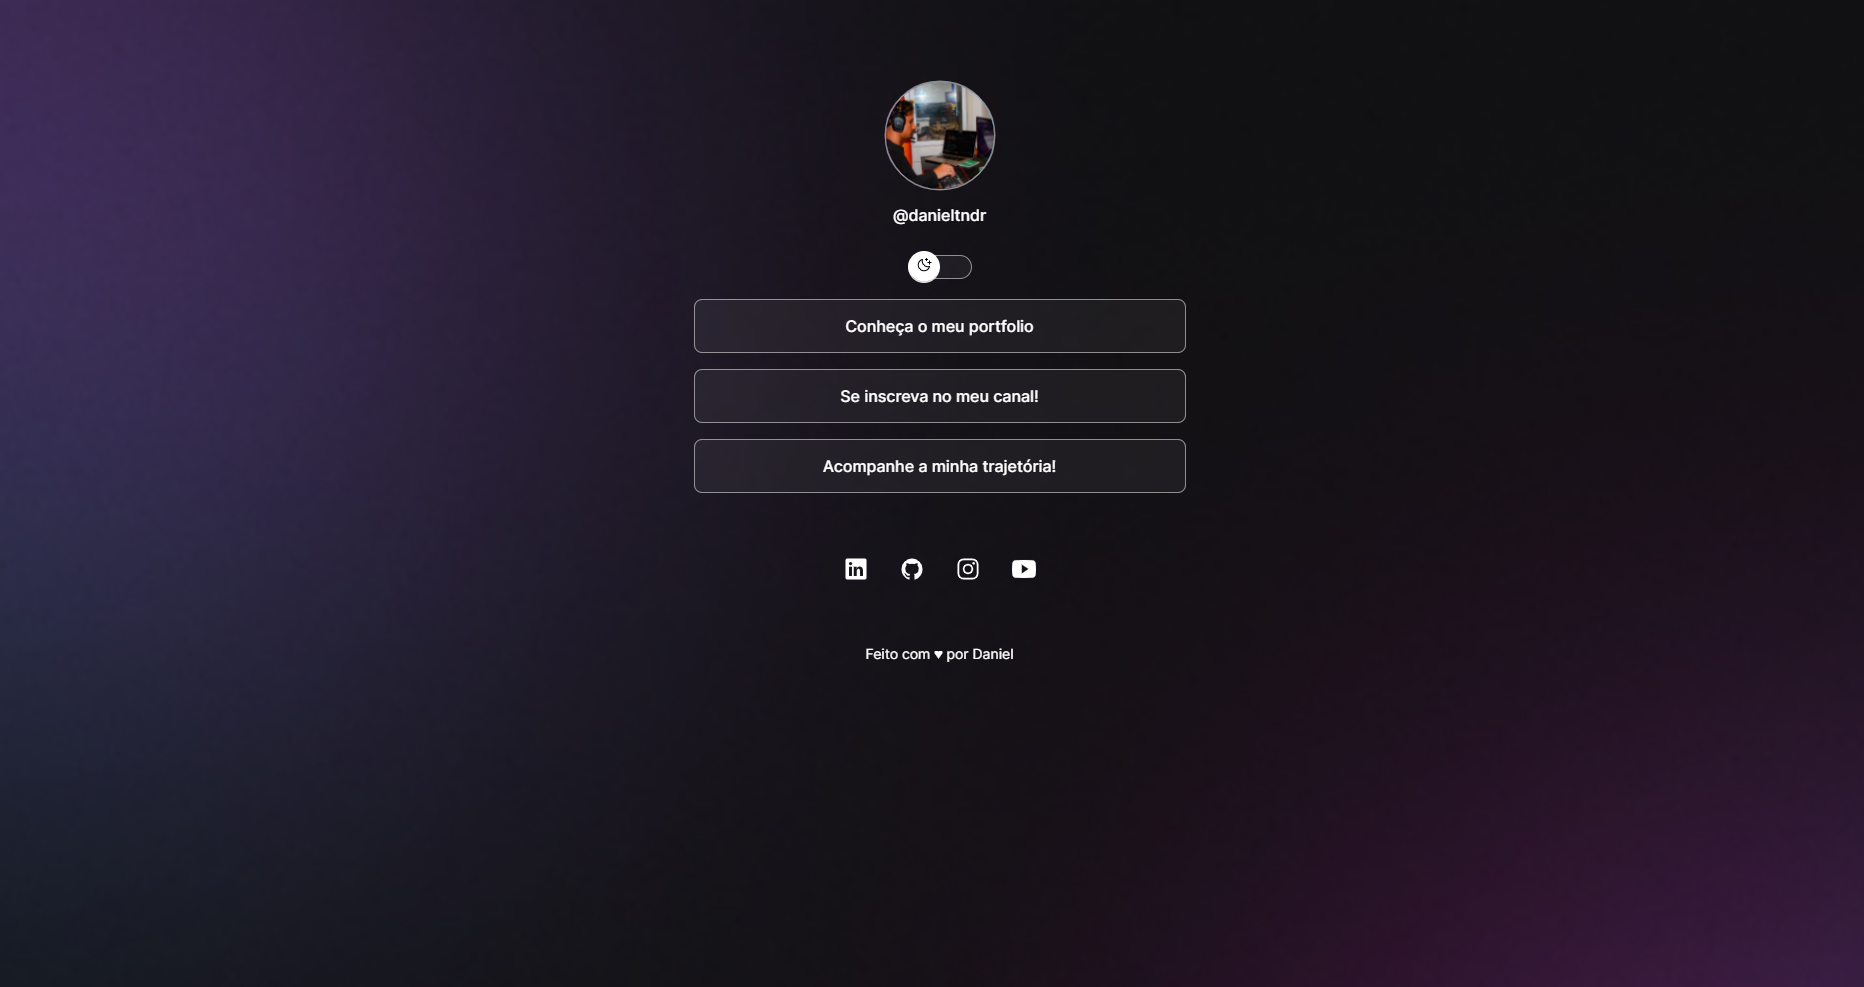 @danieltndr
Conheça o meu portfolio
Se inscreva no meu canal!
Acompanhe a minha trajetória!
Feito com ♥ por Daniel